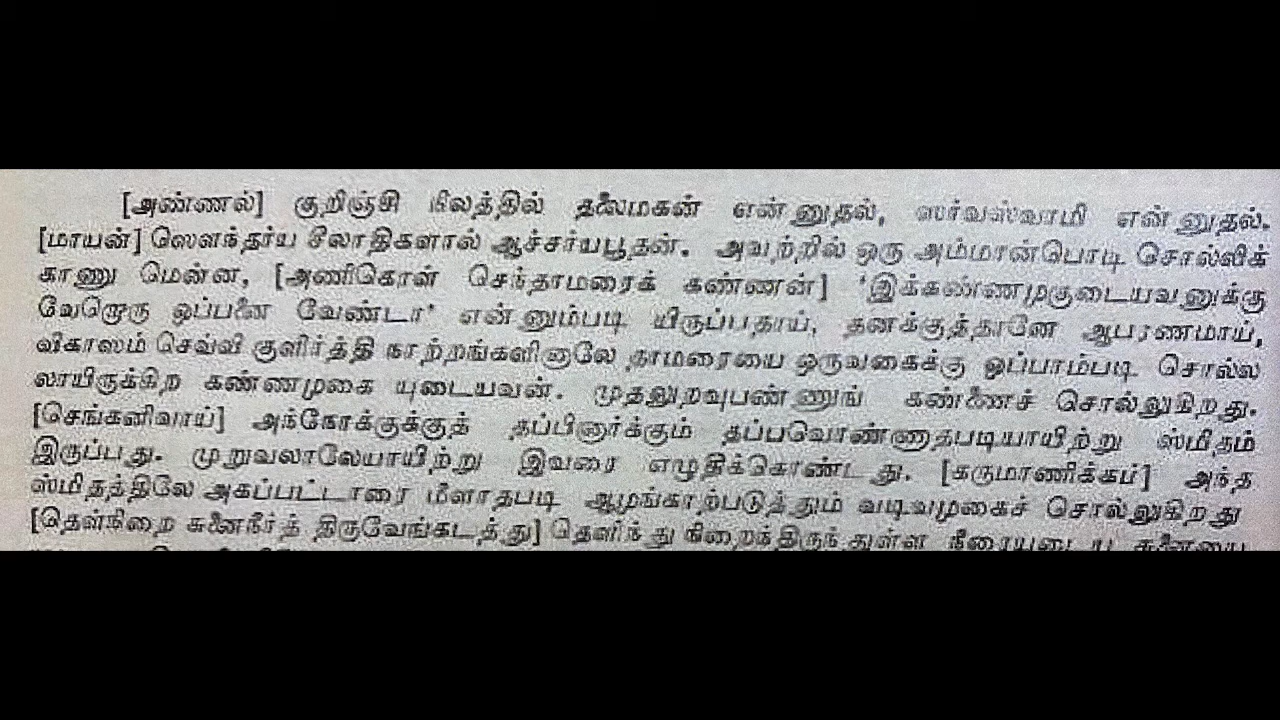 [அண்ணல்] குறிஞ்சி நிலத்தில் தலைமகன் என்னுதல், ஸர்வஸ்வாமி என்னுதல்.
[மாயன்] ஸௌந்தர்ய சீலாதிகளால் ஆச்சர்யபூதன். அவற்றில் ஒரு அம்மான்பொடி சொல்லிக்
காணு மென்ன, [அணிகொள் செந்தாமரைக் கண்ணன்] 'இக்கண்ணழகுடையவனுக்கு
வேறொரு ஒப்பனை வேண்டா' என்னும்படி யிருப்பதாய், தனக்குத்தானே ஆபரணமாய்,
விகாஸம் செவ்வி குளிர்த்தி நாற்றங்களினாலே தாமரையை ஒருவகைக்கு ஒப்பாம்படி சொல்ல
லாயிருக்கிற கண்ணழகை யுடையவன். முதலுறவுபண்ணுங் கண்ணைச் சொல்லுகிறது.
[செங்கனிவாய்] அந்நோக்குக்குத் தப்பினார்க்கும் தப்பவொண்ணாதபடியாயிற்று ஸ்மிதம்
இருப்பது. முறுவலாலேயாயிற்று இவரை எழுதிக்கொண்டது. [கருமாணிக்கம்] அந்த
ஸ்மிதத்திலே அகப்பட்டாரை மீளாதபடி ஆழங்காற்படுத்தும் வடிவழகைச் சொல்லுகிறது
[தெள்நிறை சுனைநீர்த் திருவேங்கடத்து] தெளிந்து நிறைந்திருந்துள்ள நீரையுடைய சுனையை